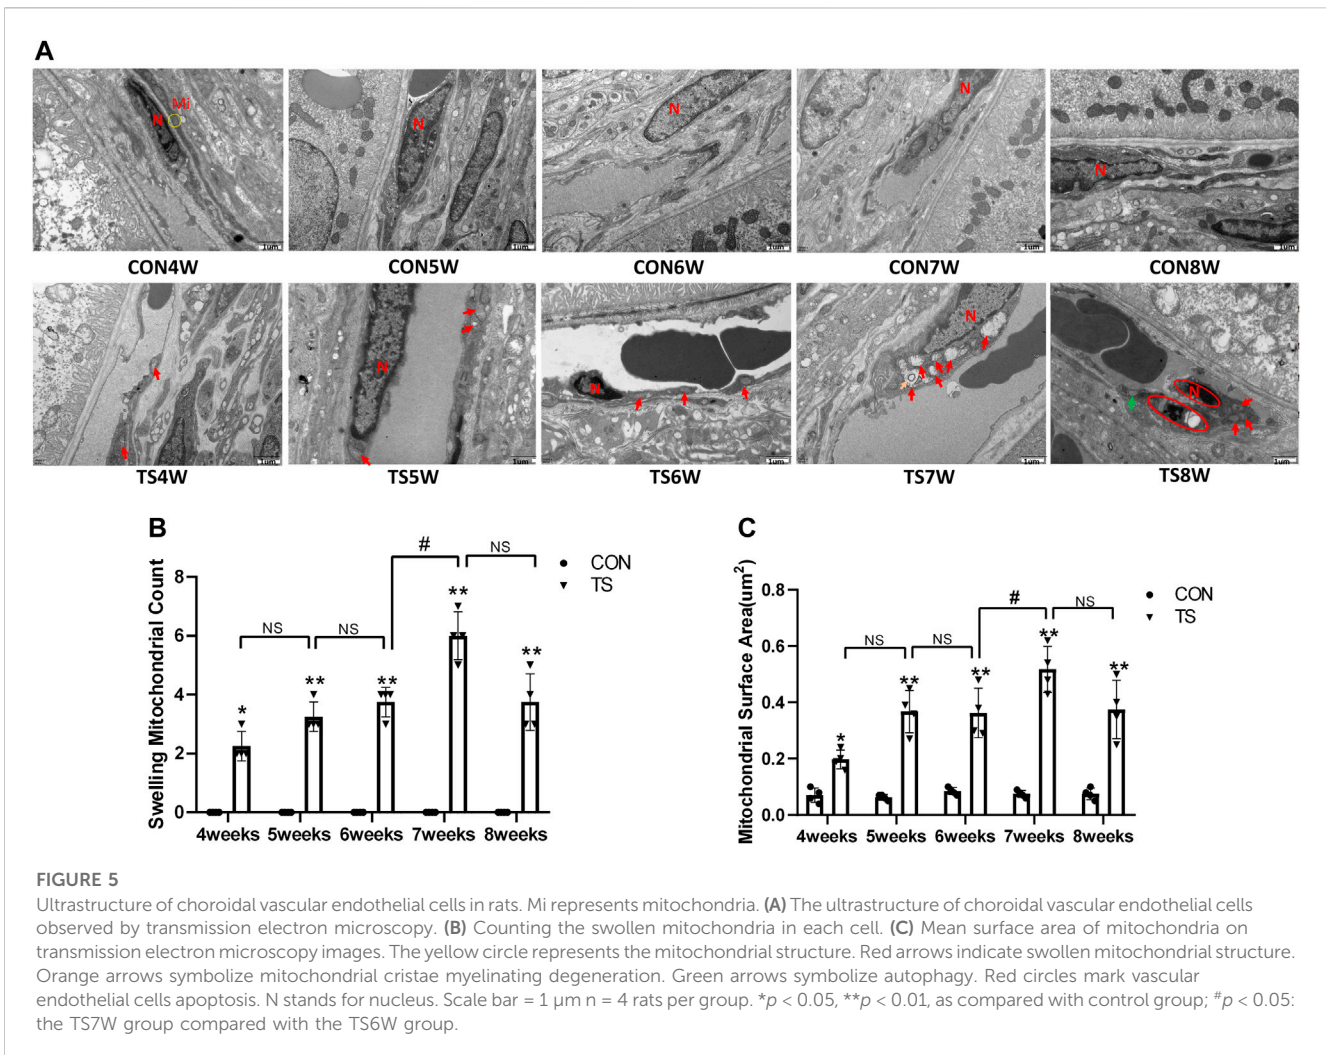 A
N
Mi
1um
N
1um
N
1um
N
1um
N
1um
CON4W
CON5W
CON6W
CON7W
CON8W
1um
N
1um
N
1um
N
1um
N
1um
TS4W
TS5W
TS6W
TS7W
TS8W
B
Swelling Mitochondrial Count
8
6
4
2
0
4weeks
5weeks
6weeks
7weeks
8weeks
*
**
**
**
**
NS
NS
#
NS
CON
TS
C
Mitochondrial Surface Area(um²)
0.8
0.6
0.4
0.2
0.0
4weeks
5weeks
6weeks
7weeks
8weeks
*
**
**
**
**
NS
NS
#
NS
CON
TS
FIGURE 5
Ultrastructure of choroidal vascular endothelial cells in rats. Mi represents mitochondria. (A) The ultrastructure of choroidal vascular endothelial cells
observed by transmission electron microscopy. (B) Counting the swollen mitochondria in each cell. (C) Mean surface area of mitochondria on
transmission electron microscopy images. The yellow circle represents the mitochondrial structure. Red arrows indicate swollen mitochondrial structure.
Orange arrows symbolize mitochondrial cristae myelinating degeneration. Green arrows symbolize autophagy. Red circles mark vascular
endothelial cells apoptosis. N stands for nucleus. Scale bar = 1 μm n = 4 rats per group. *p < 0.05, **p < 0.01, as compared with control group; #p < 0.05:
the TS7W group compared with the TS6W group.